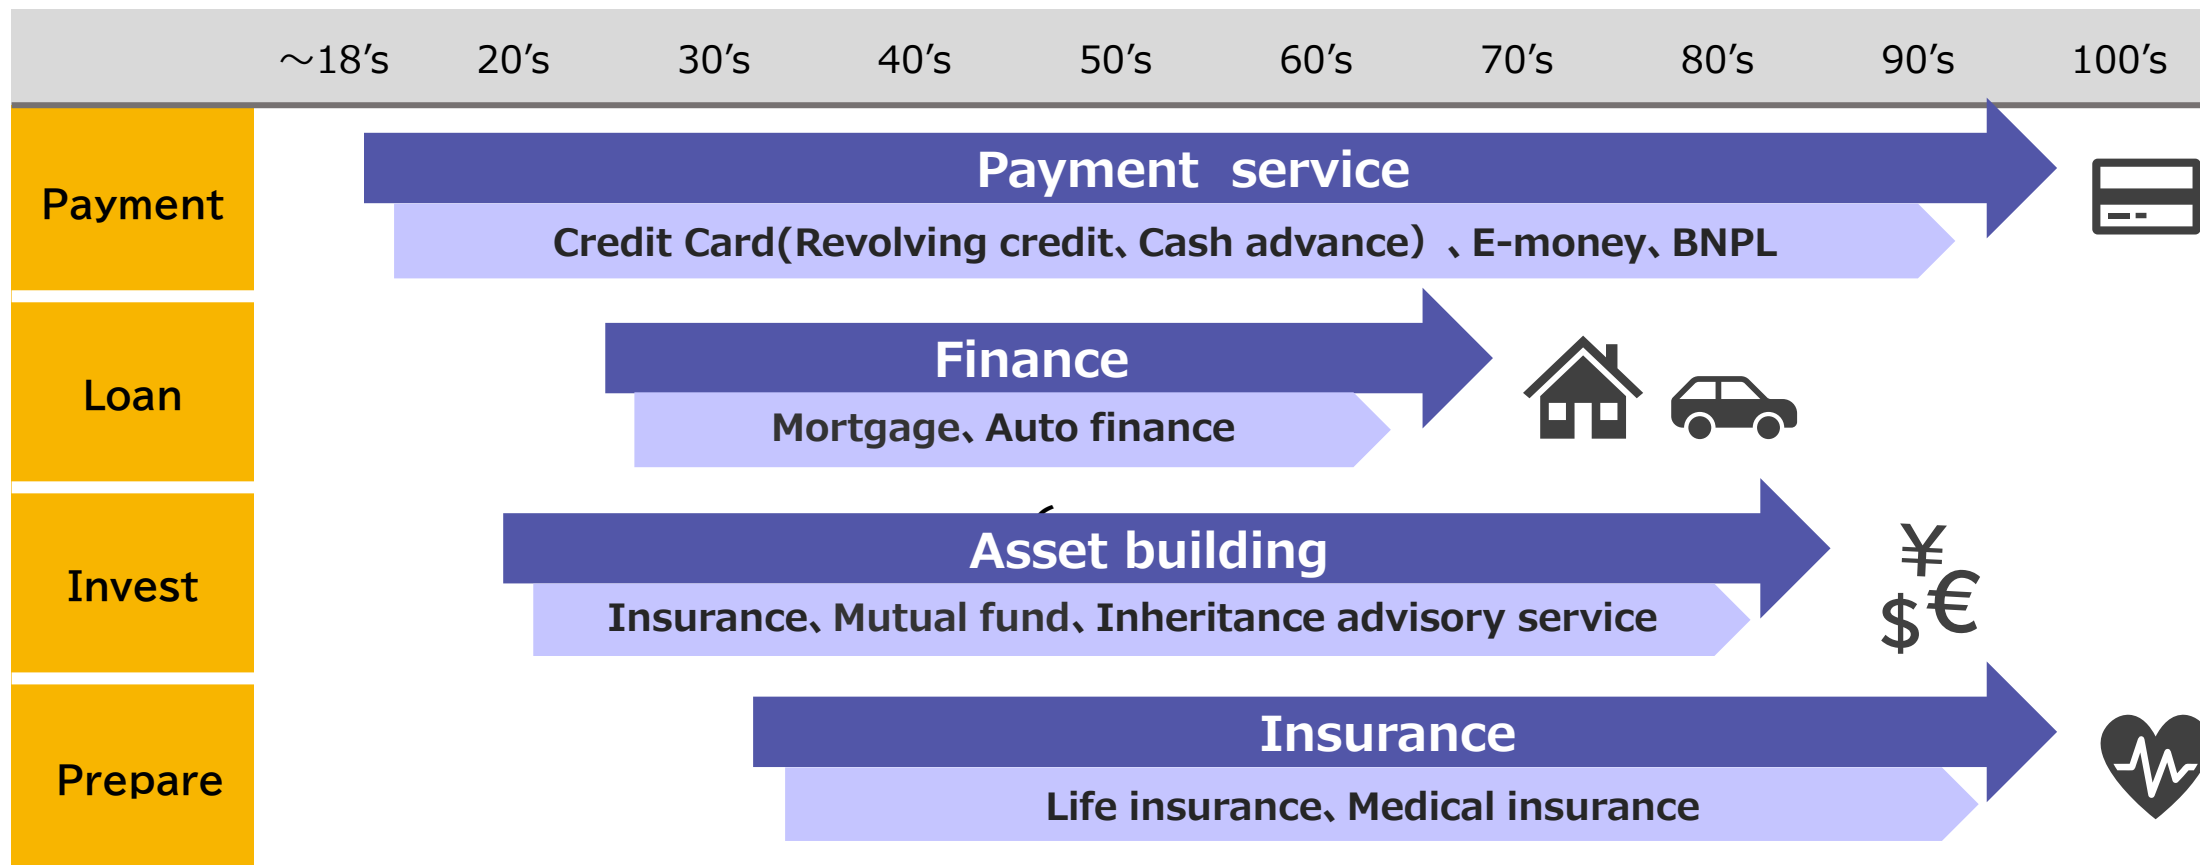 ～18’s 20’s 30’s 40’s 50’s 60’s 70’s 80’s 90’s 100’s
Payment
Payment service
Credit Card(Revolving credit、Cash advance）、E-money、BNPL
Loan
Finance
Mortgage、Auto finance
Invest
Asset building
Insurance、Mutual fund、Inheritance advisory service
¥
$€
Prepare
Insurance
Life insurance、Medical insurance